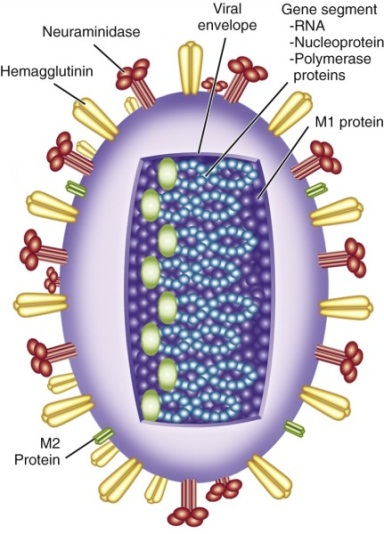 Neuraminidase
Hemagglutinin
Viral
envelope
Gene segment
-RNA
-Nucleoprotein
-Polymerase
proteins
M1 protein
M2
Protein